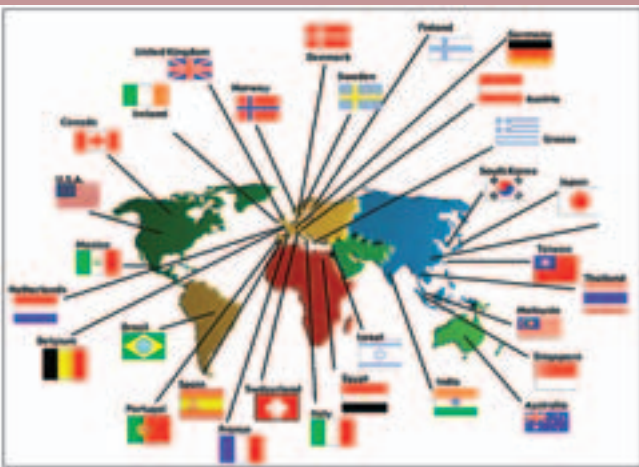 Finland
Germany
United Kingdom
Denmark
Sweden
Norway
Austria
Ireland
Greece
Canada
South Korea
U.S.A.
Japan
Mexico
Taiwan
Thailand
Netherlands
Malaysia
Brazil
Israel
Belgium
Singapore
Spain
Switzerland
Egypt
India
Australia
Portugal
Italy
France